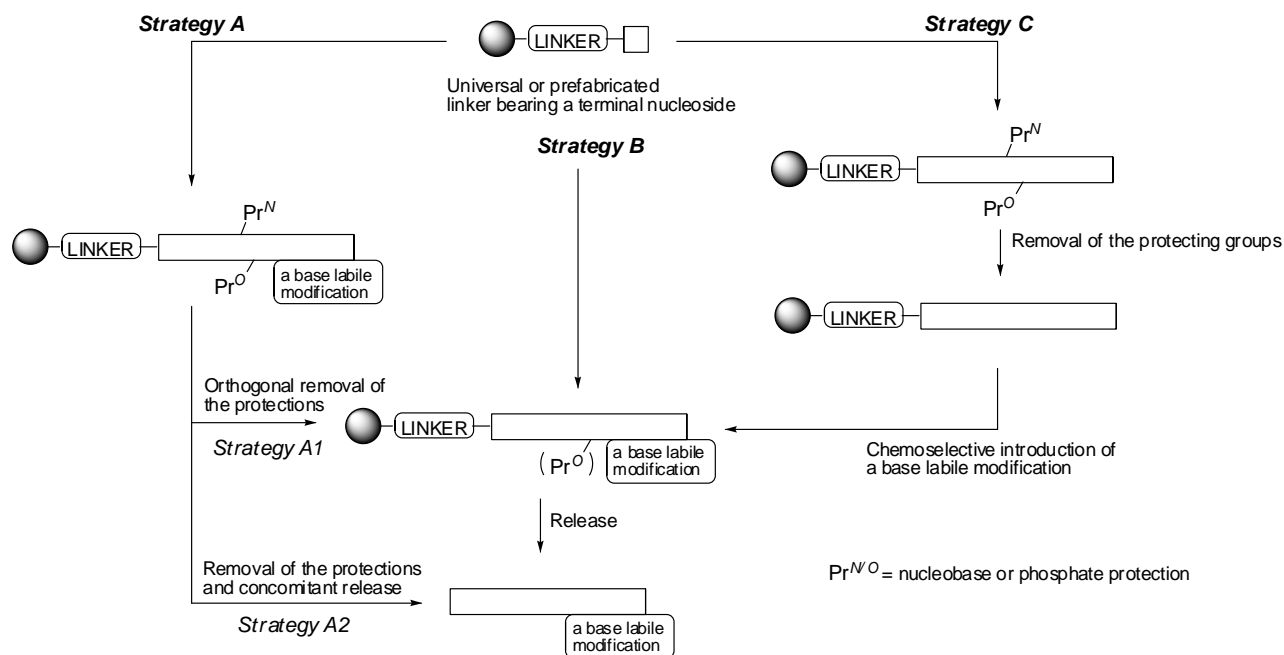 Strategy A
Strategy C
LINKER
Universal or prefabricated
linker bearing a terminal nucleoside
Strategy B
Pr^N
LINKER
Pr^O
Removal of the protecting groups
Pr^N
LINKER
Pr^O
a base labile
modification
LINKER
Orthogonal removal of
the protections
Strategy A1
LINKER
(Pr^O)
a base labile
modification
Chemoselective introduction of
a base labile modification
Release
Removal of the protections
and concomitant release
Strategy A2
Pr^N/O = nucleobase or phosphate protection
a base labile
modification